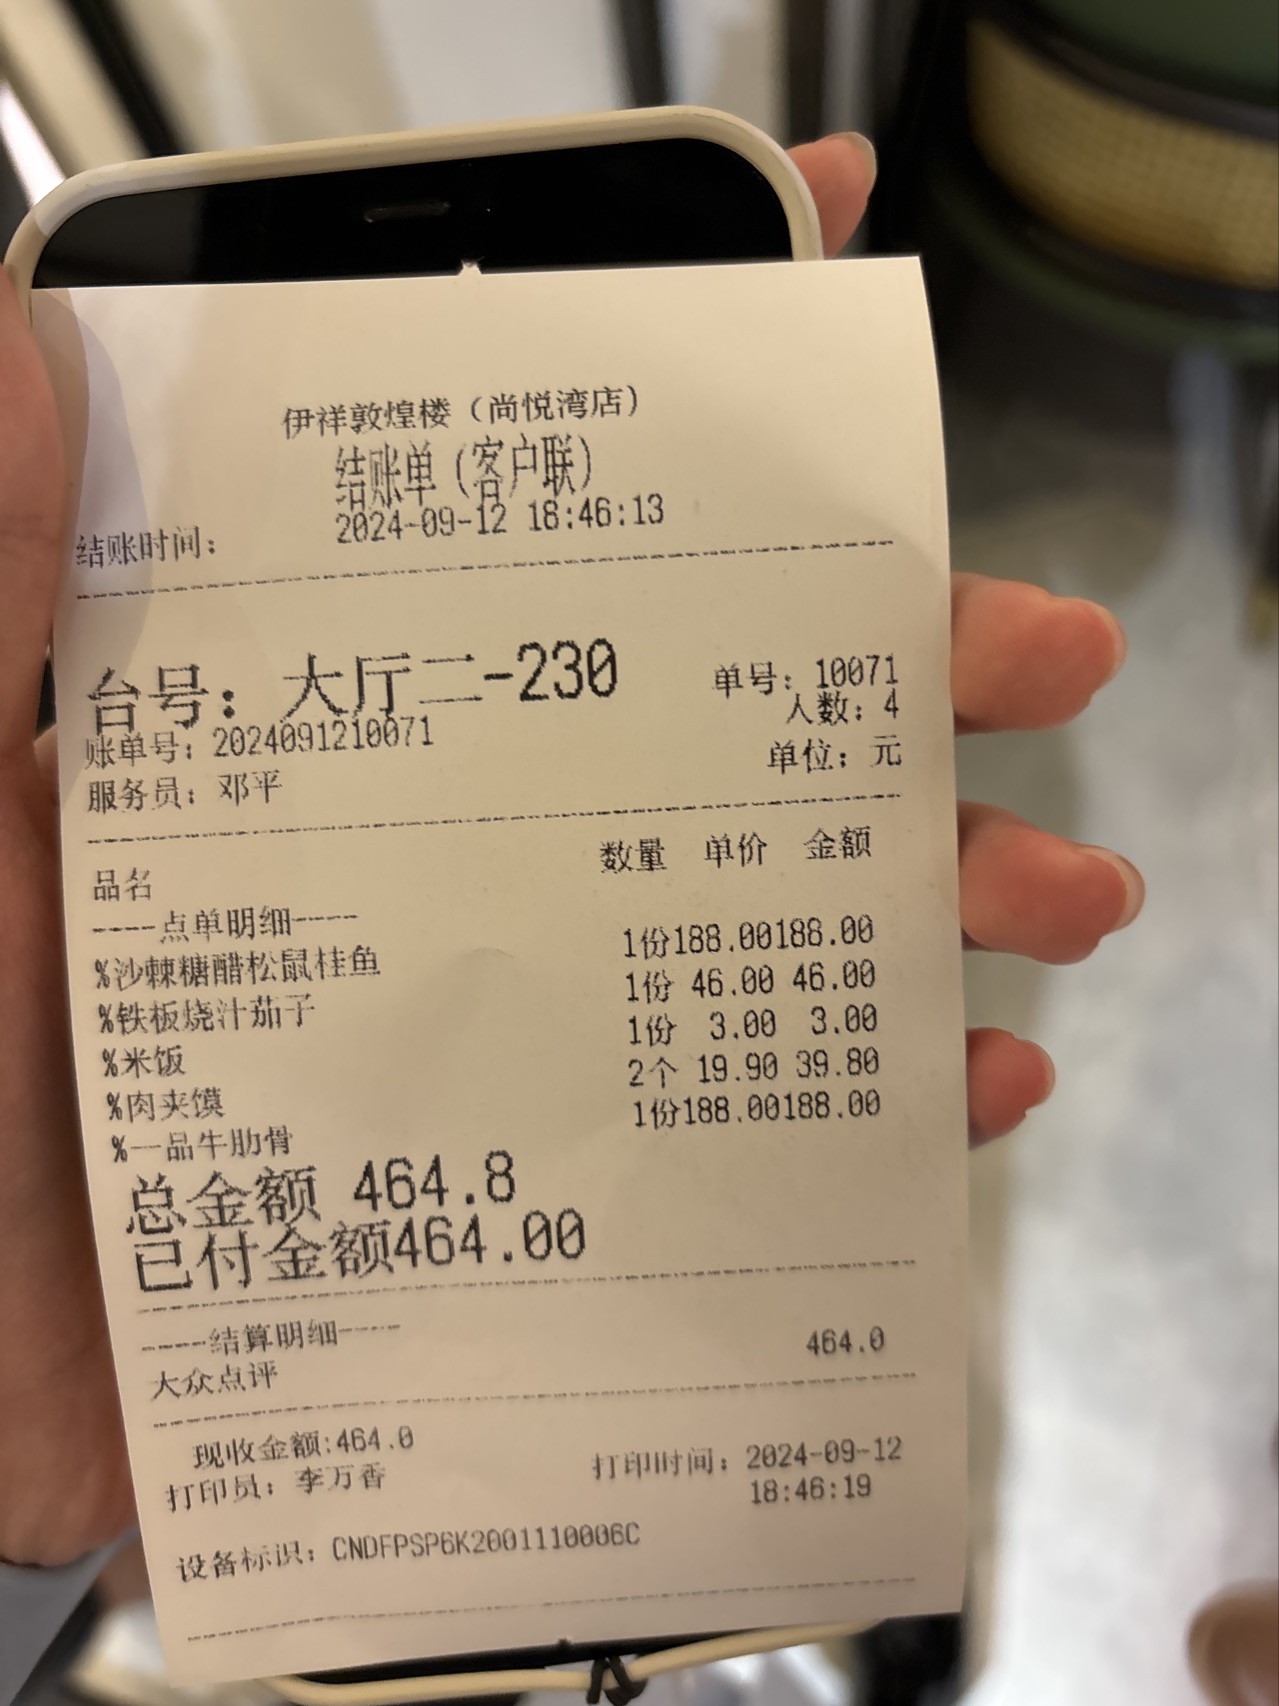 伊祥敦煌楼（尚悦湾店）
结账单（客户联）
结账时间： 2024-09-12 18:46:13
台号：大厅二-230 单号：10071
账单号：2024091210071 人数：4
服务员：邓平 单位：元
品名 数量 单价 金额
----点单明细----
%沙棘糖醋松鼠桂鱼 1份188.00188.00
%铁板烧汁茄子 1份 46.00 46.00
%米饭 1份 3.00 3.00
%肉夹馍 2个 19.90 39.80
%一品牛肋骨 1份188.00188.00
总金额 464.8
已付金额464.00
----结算明细----
大众点评 464.0
现收金额:464.0
打印员：李万香 打印时间：2024-09-12
18:46:19
设备标识：CNDFPSP6K2001110006C